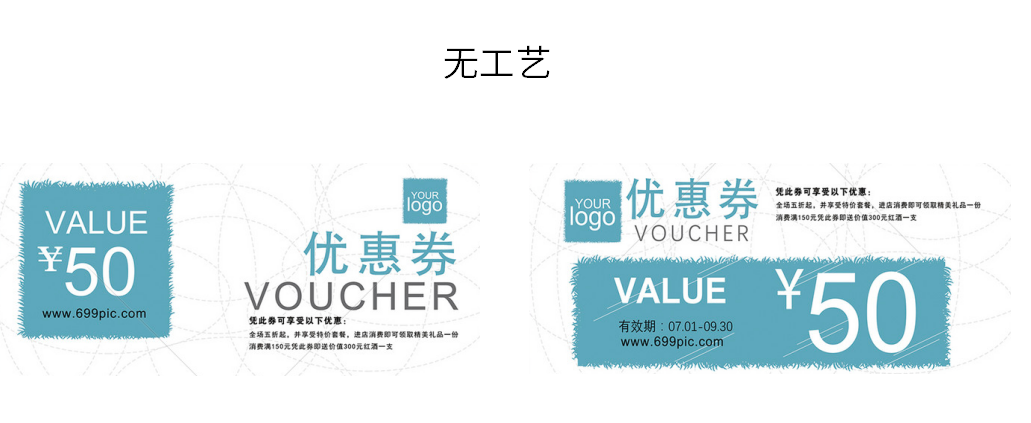 无工艺
VALUE
¥50
www.699pic.com
YOUR
logo
优惠券
VOUCHER
凭此券可享受以下优惠：
全场五折起，并享受特价套餐，进店消费即可领取精美礼品一份
消费满150元凭此券即送价值300元红酒一支
YOUR
logo
优惠券
VOUCHER
凭此券可享受以下优惠：
全场五折起，并享受特价套餐，进店消费即可领取精美礼品一份
消费满150元凭此券即送价值300元红酒一支
VALUE
¥50
有效期：07.01-09.30
www.699pic.com